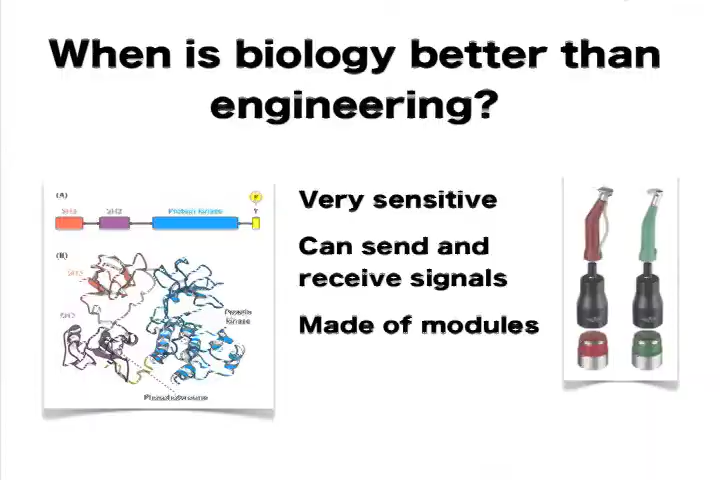 When is biology better than
engineering?
(A)
SH3
SH2
Protein kinase
P
Y
(B)
SH3
SH2
Protein
kinase
Phosphotyrosine
Very sensitive
Can send and
receive signals
Made of modules